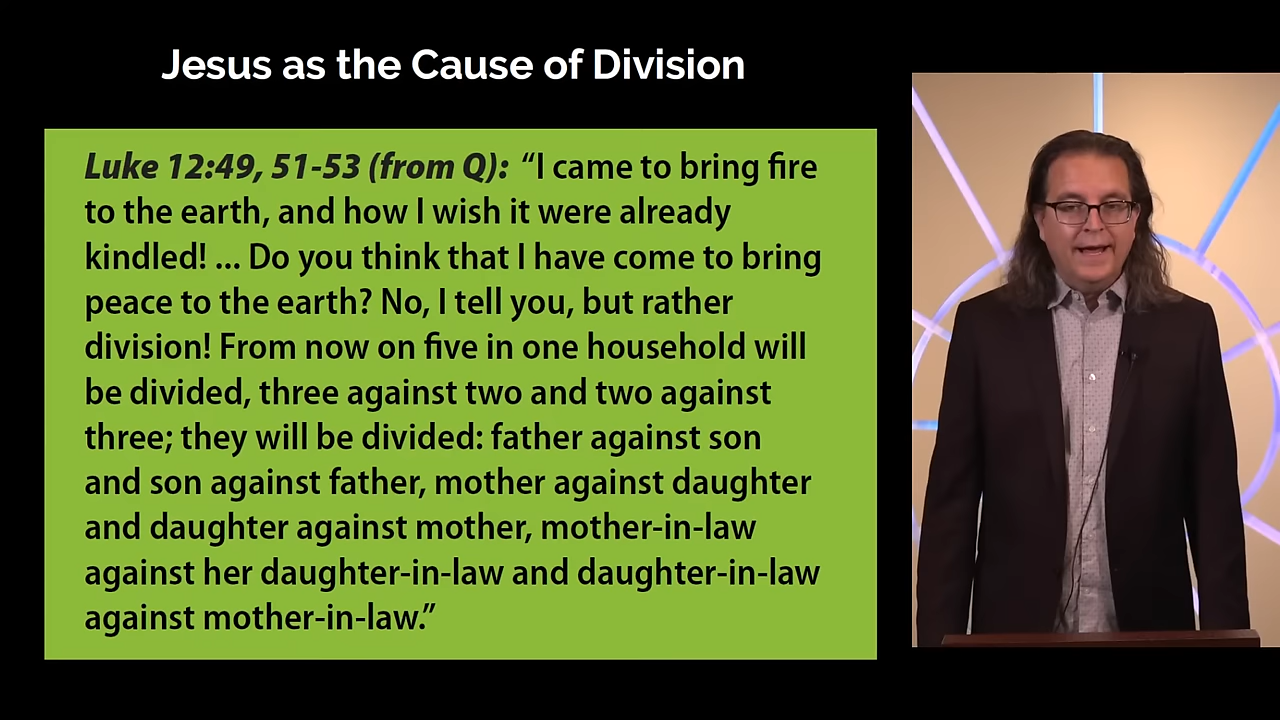 Jesus as the Cause of Division
Luke 12:49, 51-53 (from Q): “I came to bring fire
to the earth, and how I wish it were already
kindled! ... Do you think that I have come to bring
peace to the earth? No, I tell you, but rather
division! From now on five in one household will
be divided, three against two and two against
three; they will be divided: father against son
and son against father, mother against daughter
and daughter against mother, mother-in-law
against her daughter-in-law and daughter-in-law
against mother-in-law.”